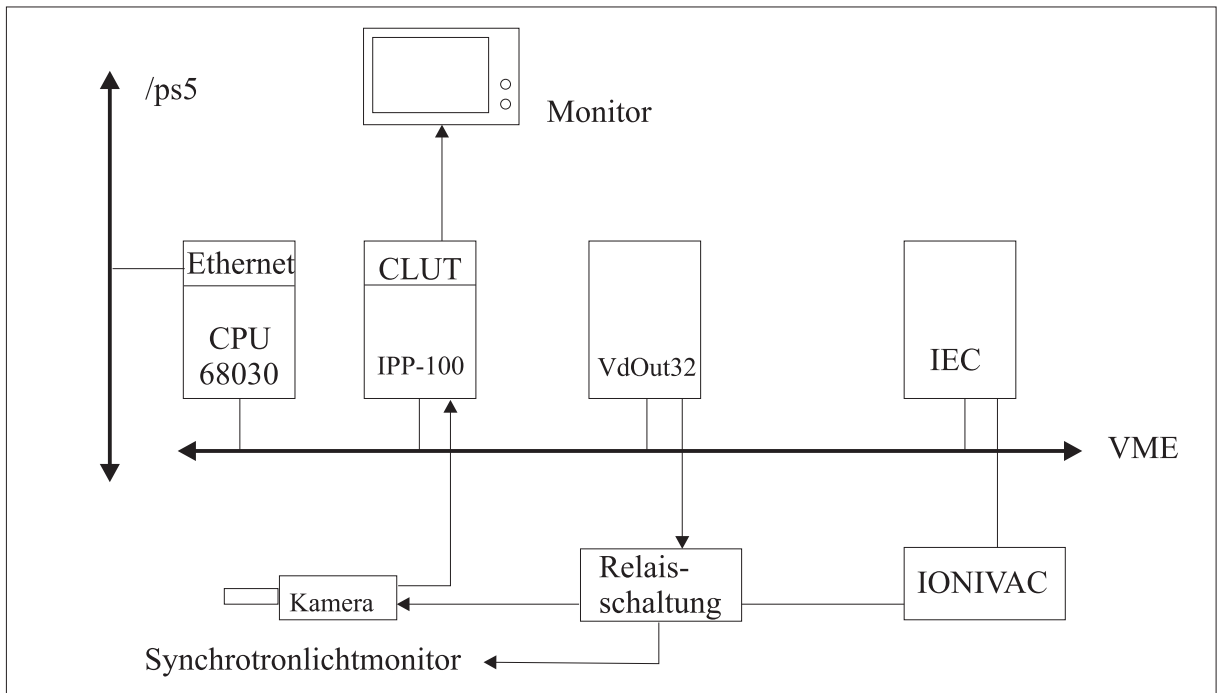 /ps5
Monitor
Ethernet
CPU
68030
CLUT
IPP-100
VdOut32
IEC
VME
Kamera
Relais-
schaltung
IONIVAC
Synchrotronlichtmonitor